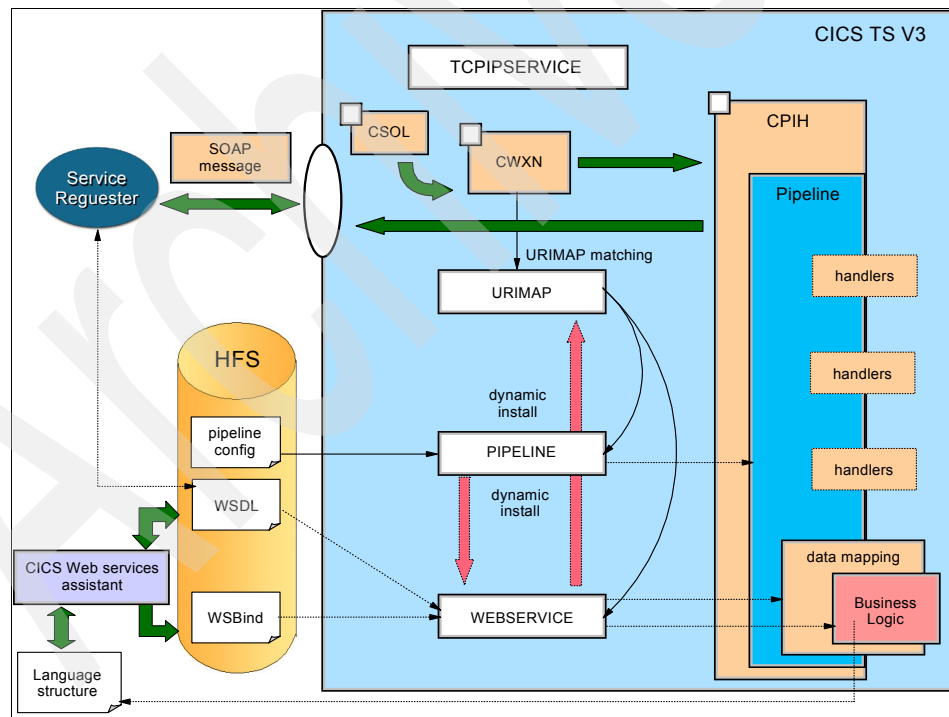 CICS TS V3
TCPIPSERVICE
CSOL
CWXN
CPIH
SOAP
message
Service
Reguester
Pipeline
URIMAP matching
URIMAP
handlers
HFS
handlers
dynamic
install
pipeline
config
PIPELINE
handlers
WSDL
dynamic
install
CICS Web services
assistant
data mapping
WSBind
WEBSERVICE
Business
Logic
Language
structure